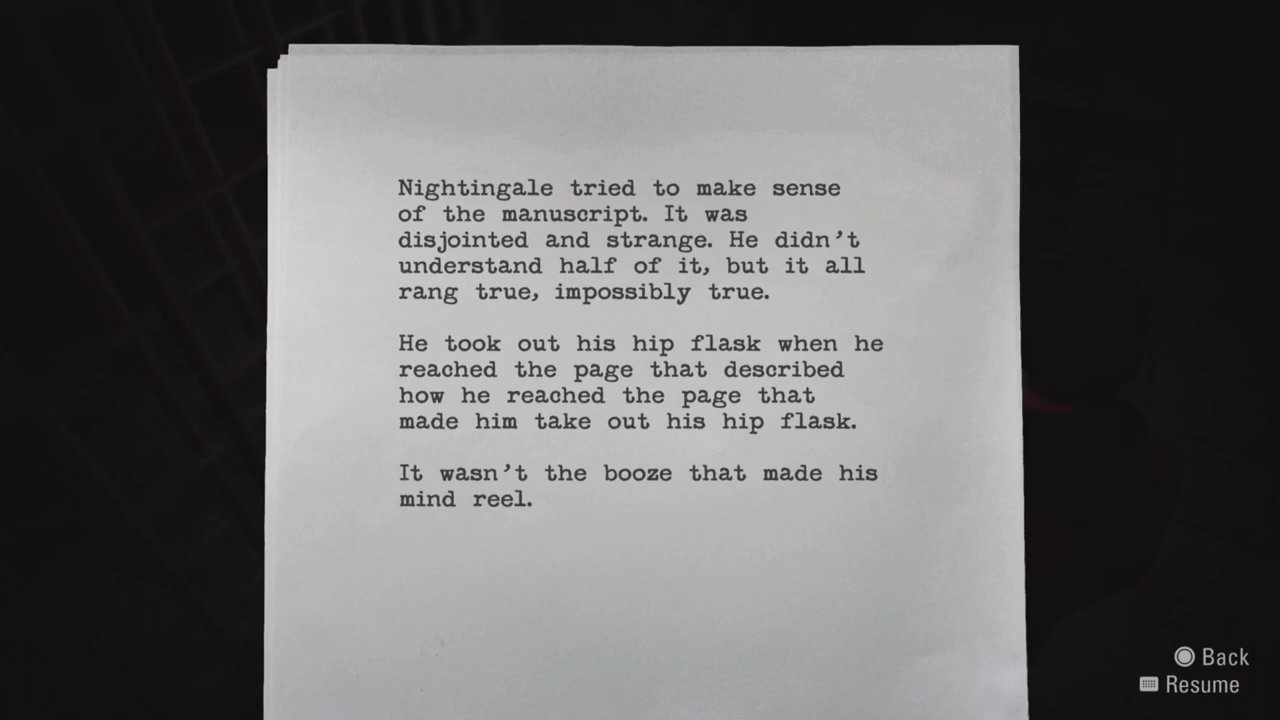 Nightingale tried to make sense
of the manuscript. It was
disjointed and strange. He didn't
understand half of it, but it all
rang true, impossibly true.
He took out his hip flask when he
reached the page that described
how he reached the page that
made him take out his hip flask.
It wasn't the booze that made his
mind reel.
Back
Resume